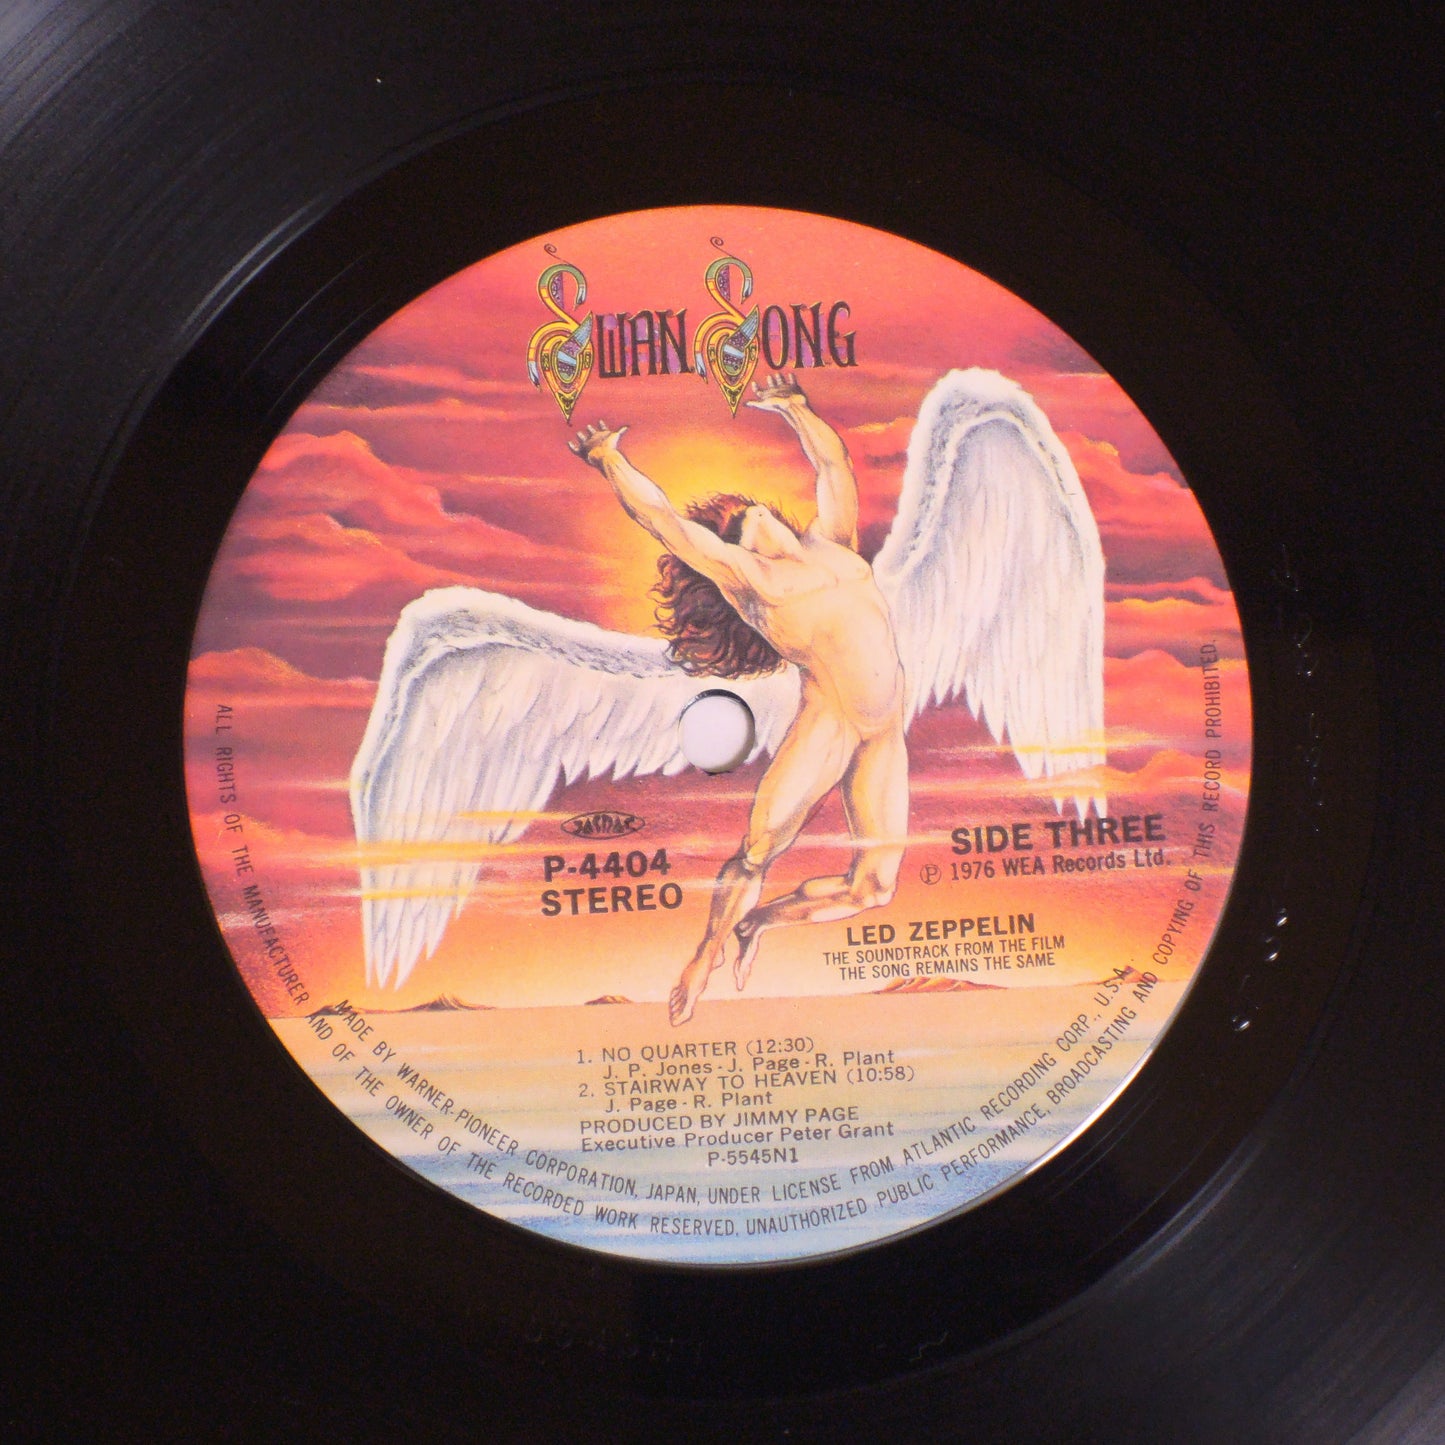 SWAN SONG
JASRAC
P-4404
STEREO
SIDE THREE
Ⓟ 1976 WEA Records Ltd.
LED ZEPPELIN
THE SOUNDTRACK FROM THE FILM
THE SONG REMAINS THE SAME
1. NO QUARTER (12:30)
J. P. Jones - J. Page - R. Plant
2. STAIRWAY TO HEAVEN (10:58)
J. Page - R. Plant
PRODUCED BY JIMMY PAGE
Executive Producer Peter Grant
P-5545N1
MADE BY WARNER-PIONEER CORPORATION, JAPAN, UNDER LICENSE FROM ATLANTIC RECORDING CORP., U.S.A.
ALL RIGHTS OF THE MANUFACTURER AND OF THE OWNER OF THE RECORDED WORK RESERVED, UNAUTHORIZED PUBLIC PERFORMANCE, BROADCASTING AND COPYING OF THIS RECORD PROHIBITED.